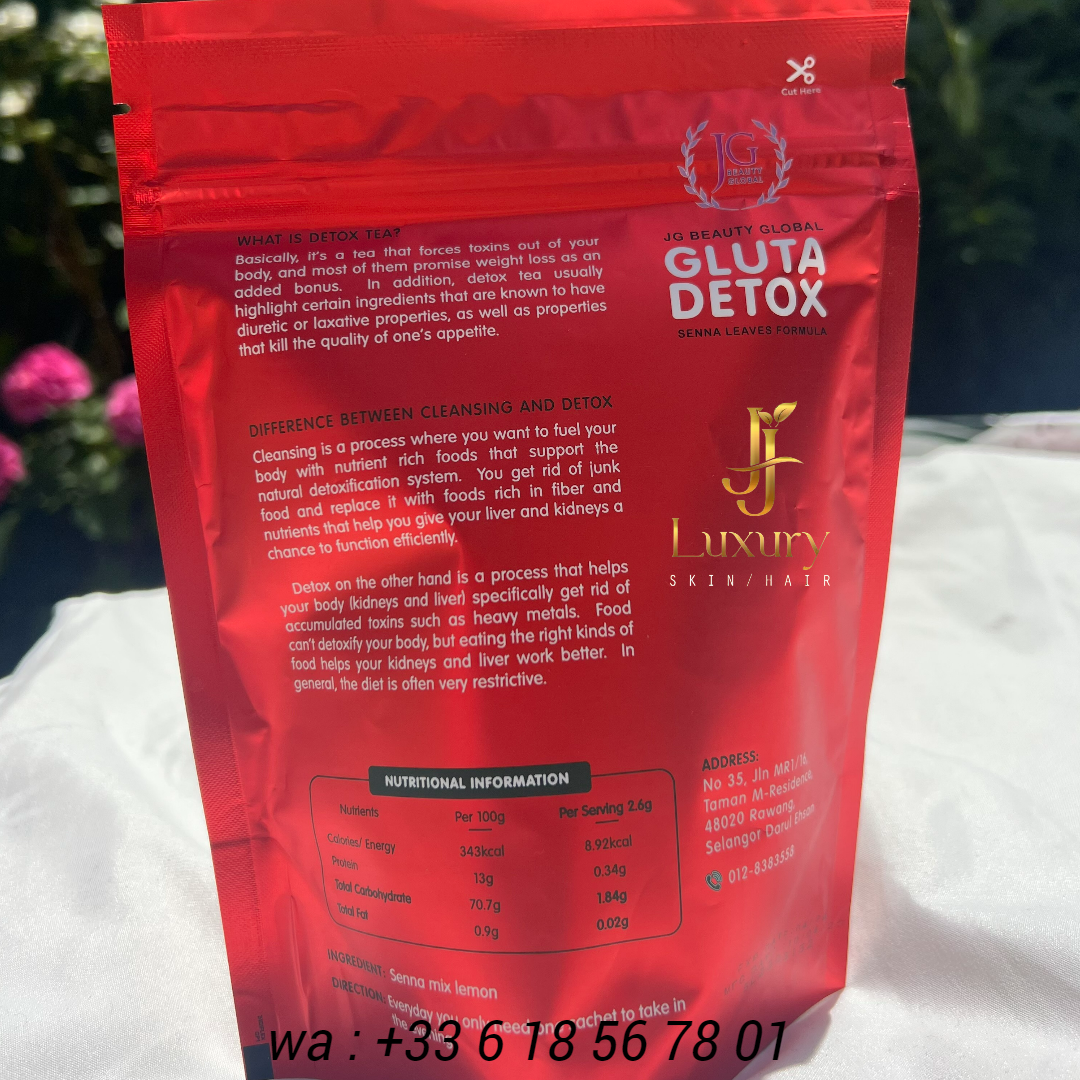 Cut Here
JG
BEAUTY
GLOBAL
JG BEAUTY GLOBAL
GLUTA
DETOX
SENNA LEAVES FORMULA
WHAT IS DETOX TEA?
Basically, it's a tea that forces toxins out of your
body, and most of them promise weight loss as an
added bonus. In addition, detox tea usually
highlight certain ingredients that are known to have
diuretic or laxative properties, as well as properties
that kill the quality of one's appetite.
DIFFERENCE BETWEEN CLEANSING AND DETOX
Cleansing is a process where you want to fuel your
body with nutrient rich foods that support the
natural detoxification system. You get rid of junk
food and replace it with foods rich in fiber and
nutrients that help you give your liver and kidneys a
chance to function efficiently.
Detox on the other hand is a process that helps
your body (kidneys and liver) specifically get rid of
accumulated toxins such as heavy metals. Food
can't detoxify your body, but eating the right kinds of
food helps your kidneys and liver work better. In
general, the diet is often very restrictive.
JJ
Luxury
SKIN/HAIR
NUTRITIONAL INFORMATION
Nutrients Per 100g Per Serving 2.6g
Calories/ Energy 343kcal 8.92kcal
Protein 13g 0.34g
Total Carbohydrate 70.7g 1.84g
Total Fat 0.9g 0.02g
ADDRESS:
No 35, Jln MR1/16,
Taman M-Residence,
48020 Rawang,
Selangor Darul Ehsan
012-8383558
INGREDIENT: Senna mix lemon
DIRECTION: Everyday you only need one sachet to take in
the evening
wa : +33 6 18 56 78 01